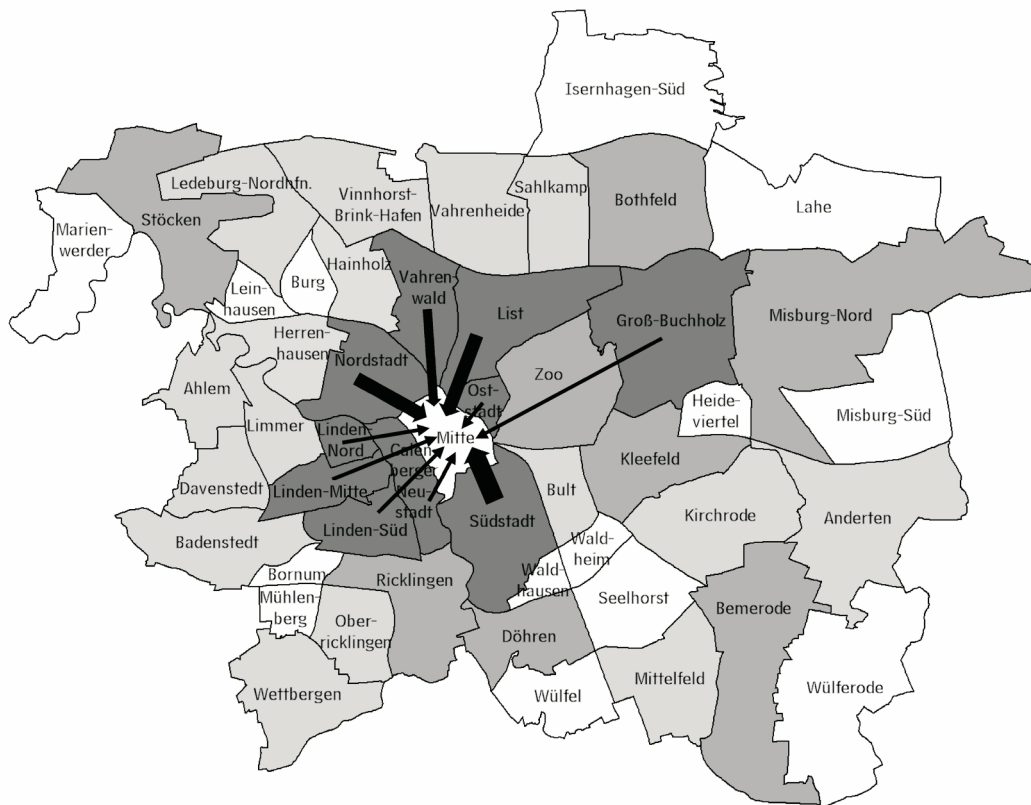 Isernhagen-Süd
Ledeburg-Nordhfn.
Vinnhorst-
Brink-Hafen
Vahrenheide
Sahlkamp
Bothfeld
Lahe
Stöcken
Marien-
werder
Hainholz
Burg
Lein-
hausen
Vahren-
wald
List
Groß-Buchholz
Misburg-Nord
Herren-
hausen
Nordstadt
Zoo
Ahlem
Ost-
stadt
Heide-
viertel
Misburg-Süd
Limmer
Linden-
Nord
Mitte
Calen-
berger
Neu-
stadt
Kleefeld
Davenstedt
Linden-Mitte
Bult
Linden-Süd
Südstadt
Kirchrode
Anderten
Badenstedt
Wald-
heim
Bornum
Ricklingen
Wald-
hausen
Mühlen-
berg
Seelhorst
Bemerode
Ober-
ricklingen
Döhren
Wettbergen
Wülfel
Mittelfeld
Wülferode